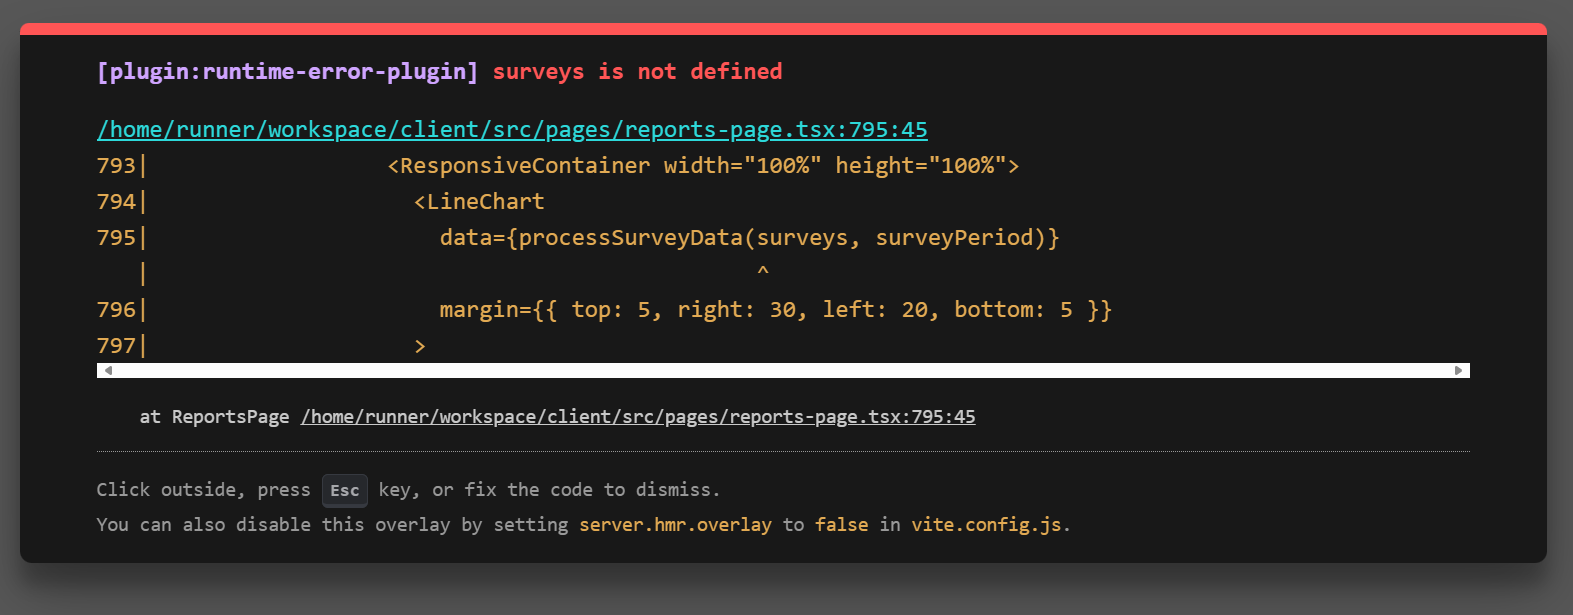 [plugin:runtime-error-plugin] surveys is not defined
/home/runner/workspace/client/src/pages/reports-page.tsx:795:45
793|                  <ResponsiveContainer width="100%" height="100%">
794|                    <LineChart
795|                      data={processSurveyData(surveys, surveyPeriod)}
   |                                              ^
796|                      margin={{ top: 5, right: 30, left: 20, bottom: 5 }}
797|                    >
at ReportsPage /home/runner/workspace/client/src/pages/reports-page.tsx:795:45
Click outside, press Esc key, or fix the code to dismiss.
You can also disable this overlay by setting server.hmr.overlay to false in vite.config.js.